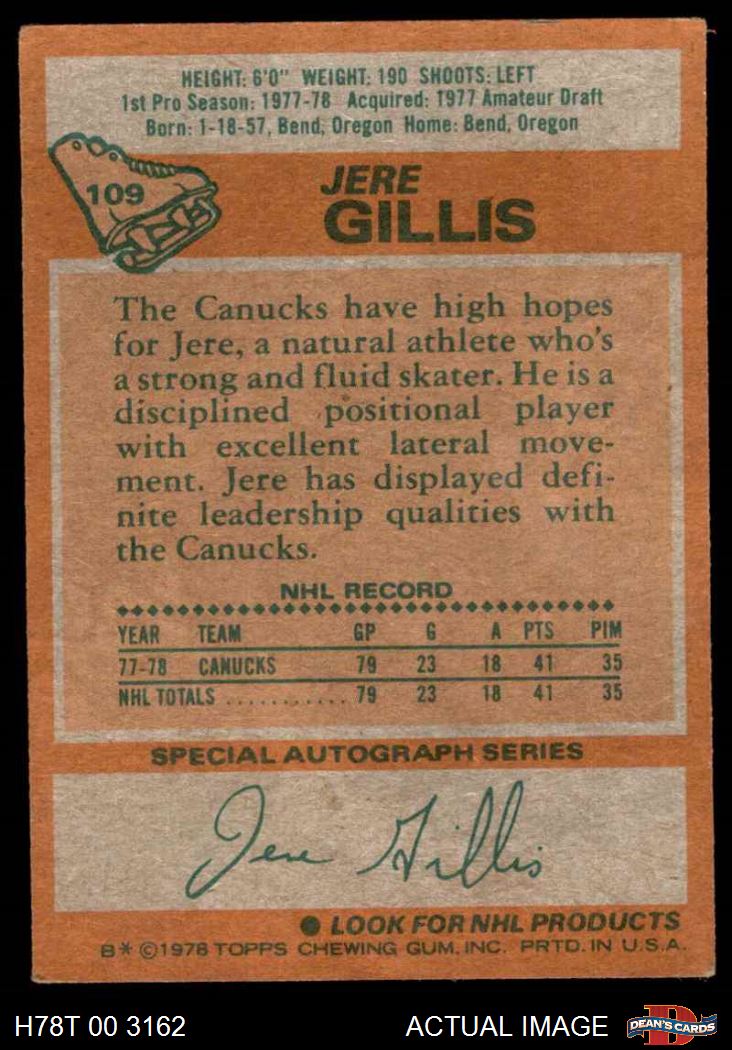 HEIGHT: 6'0" WEIGHT: 190 SHOOTS: LEFT
1st Pro Season: 1977-78 Acquired: 1977 Amateur Draft
Born: 1-18-57, Bend, Oregon Home: Bend, Oregon
109
JERE
GILLIS
The Canucks have high hopes
for Jere, a natural athlete who's
a strong and fluid skater. He is a
disciplined positional player
with excellent lateral move-
ment. Jere has displayed defi-
nite leadership qualities with
the Canucks.
NHL RECORD
YEAR TEAM GP G A PTS PIM
77-78 CANUCKS 79 23 18 41 35
NHL TOTALS ............ 79 23 18 41 35
SPECIAL AUTOGRAPH SERIES
Jere Gillis
● LOOK FOR NHL PRODUCTS
B* ©1978 TOPPS CHEWING GUM, INC. PRTD. IN U.S.A.
H78T 00 3162 ACTUAL IMAGE DEAN'S CARDS